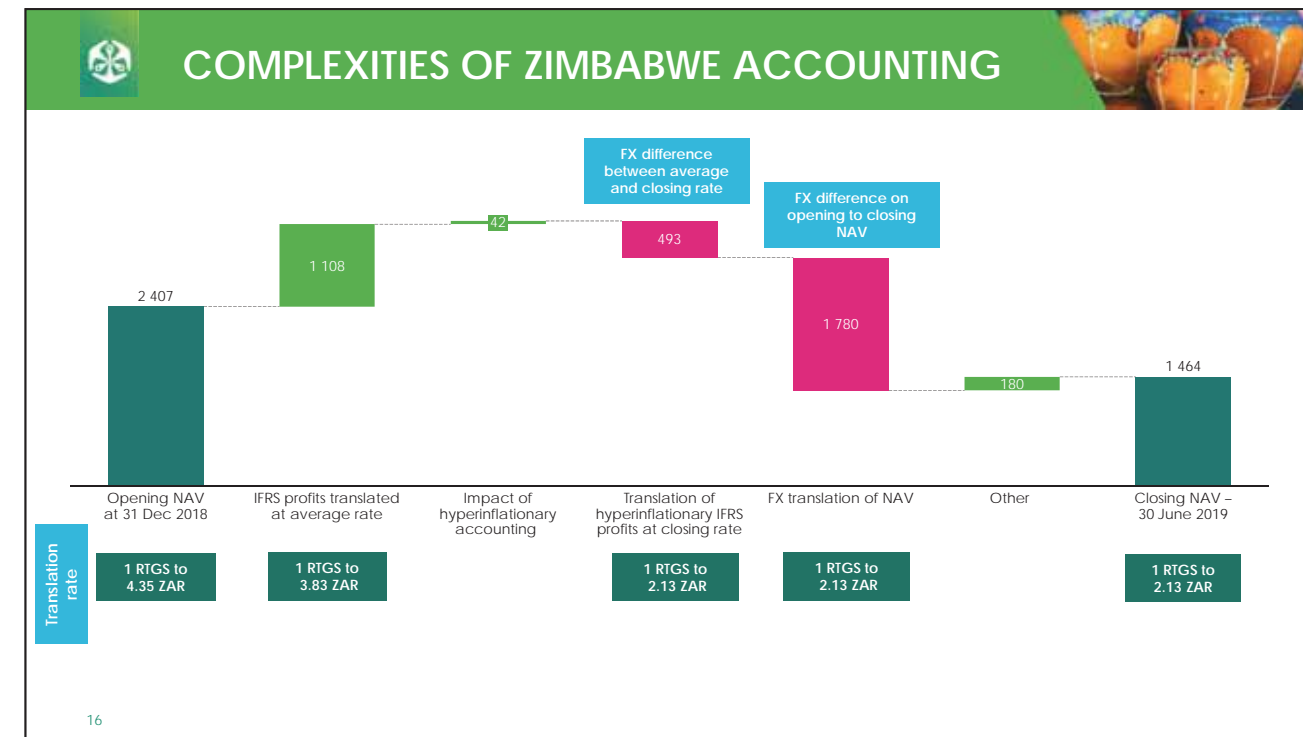 COMPLEXITIES OF ZIMBABWE ACCOUNTING
FX difference
between average
and closing rate
FX difference on
opening to closing
NAV
2 407
1 108
42
493
1 780
180
1 464
Opening NAV
at 31 Dec 2018
IFRS profits translated
at average rate
Impact of
hyperinflationary
accounting
Translation of
hyperinflationary IFRS
profits at closing rate
FX translation of NAV
Other
Closing NAV –
30 June 2019
Translation
rate
1 RTGS to
4.35 ZAR
1 RTGS to
3.83 ZAR
1 RTGS to
2.13 ZAR
1 RTGS to
2.13 ZAR
1 RTGS to
2.13 ZAR
16